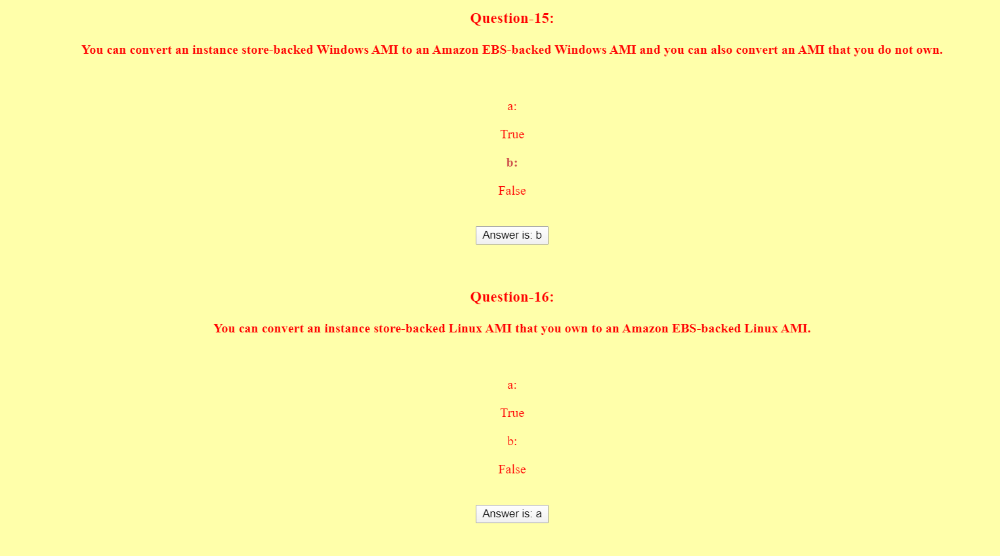 Question-15:
You can convert an instance store-backed Windows AMI to an Amazon EBS-backed Windows AMI and you can also convert an AMI that you do not own.
a:
True
b:
False
Answer is: b
Question-16:
You can convert an instance store-backed Linux AMI that you own to an Amazon EBS-backed Linux AMI.
a:
True
b:
False
Answer is: a